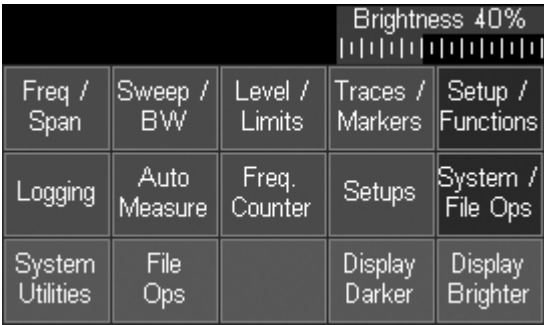 Brightness 40%
Freq / Span
Sweep / BW
Level / Limits
Traces / Markers
Setup / Functions
Logging
Auto Measure
Freq. Counter
Setups
System / File Ops
System Utilities
File Ops
Display Darker
Display Brighter